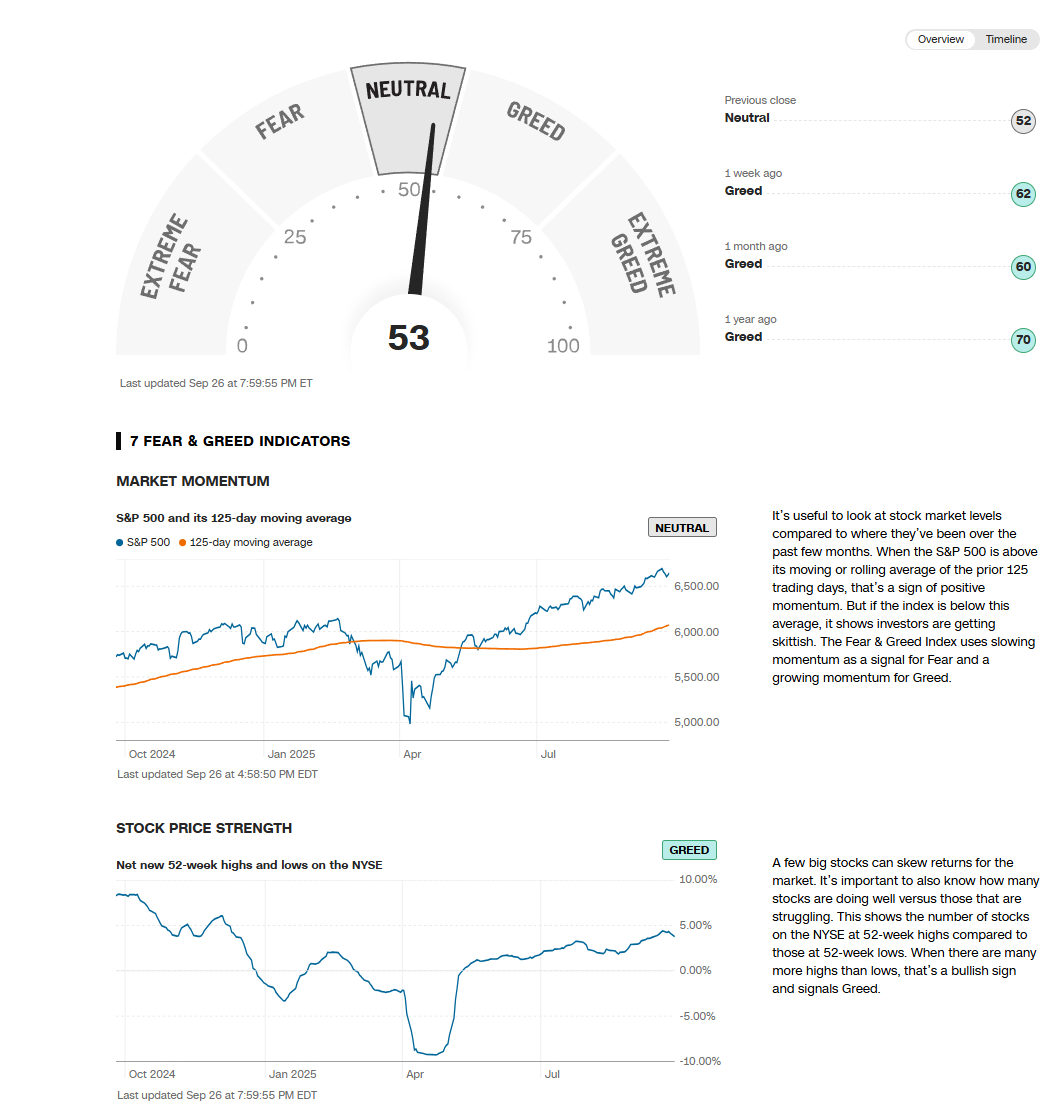 Overview Timeline
EXTREME FEAR
FEAR
NEUTRAL
GREED
EXTREME GREED
0
25
50
75
100
53
Last updated Sep 26 at 7:59:55 PM ET
Previous close
Neutral 52
1 week ago
Greed 62
1 month ago
Greed 60
1 year ago
Greed 70
7 FEAR & GREED INDICATORS
MARKET MOMENTUM
S&P 500 and its 125-day moving average
NEUTRAL
S&P 500 125-day moving average
6,500.00
6,000.00
5,500.00
5,000.00
Oct 2024 Jan 2025 Apr Jul
Last updated Sep 26 at 4:58:50 PM EDT
It's useful to look at stock market levels
compared to where they've been over the
past few months. When the S&P 500 is above
its moving or rolling average of the prior 125
trading days, that's a sign of positive
momentum. But if the index is below this
average, it shows investors are getting
skittish. The Fear & Greed Index uses slowing
momentum as a signal for Fear and a
growing momentum for Greed.
STOCK PRICE STRENGTH
Net new 52-week highs and lows on the NYSE
GREED
10.00%
5.00%
0.00%
-5.00%
-10.00%
Oct 2024 Jan 2025 Apr Jul
Last updated Sep 26 at 7:59:55 PM EDT
A few big stocks can skew returns for the
market. It's important to also know how many
stocks are doing well versus those that are
struggling. This shows the number of stocks
on the NYSE at 52-week highs compared to
those at 52-week lows. When there are many
more highs than lows, that's a bullish sign
and signals Greed.